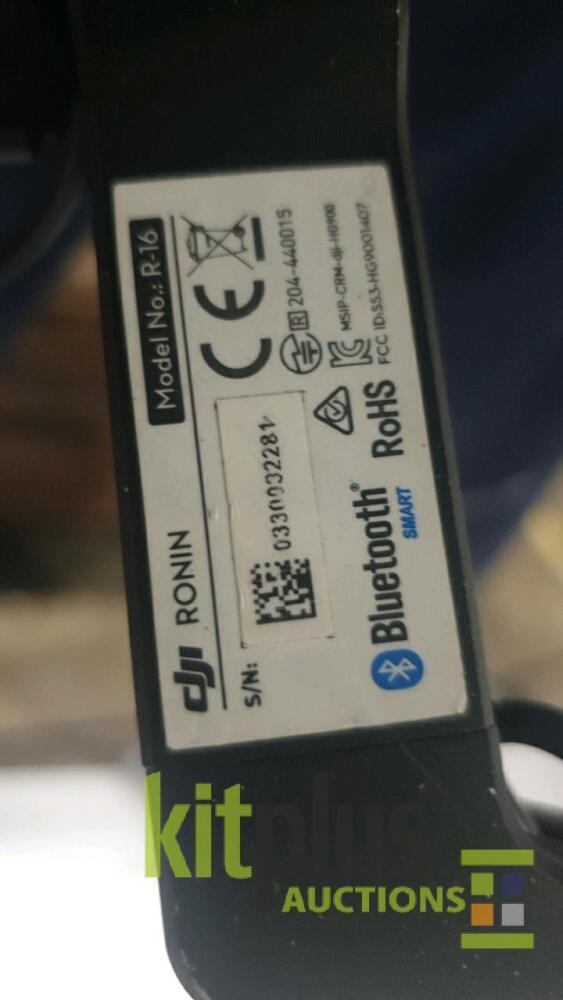 dji RONIN
Model No.: R-16
S/N:
0330032281
CE
R 204-440015
MSIP-CRM-dji-HG900
FCC ID:SS3-HG9001407
Bluetooth®
SMART
RoHS
kitplus
AUCTIONS